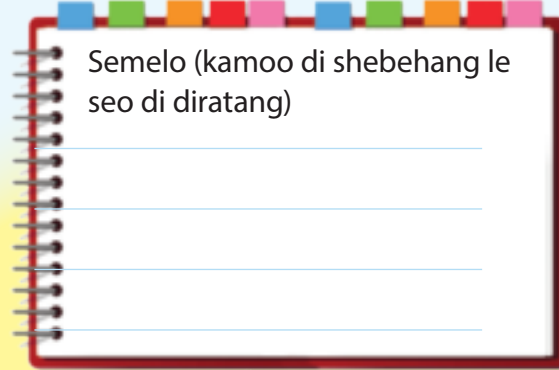 Semelo (kamoo di shebehang le
seo di diratang)